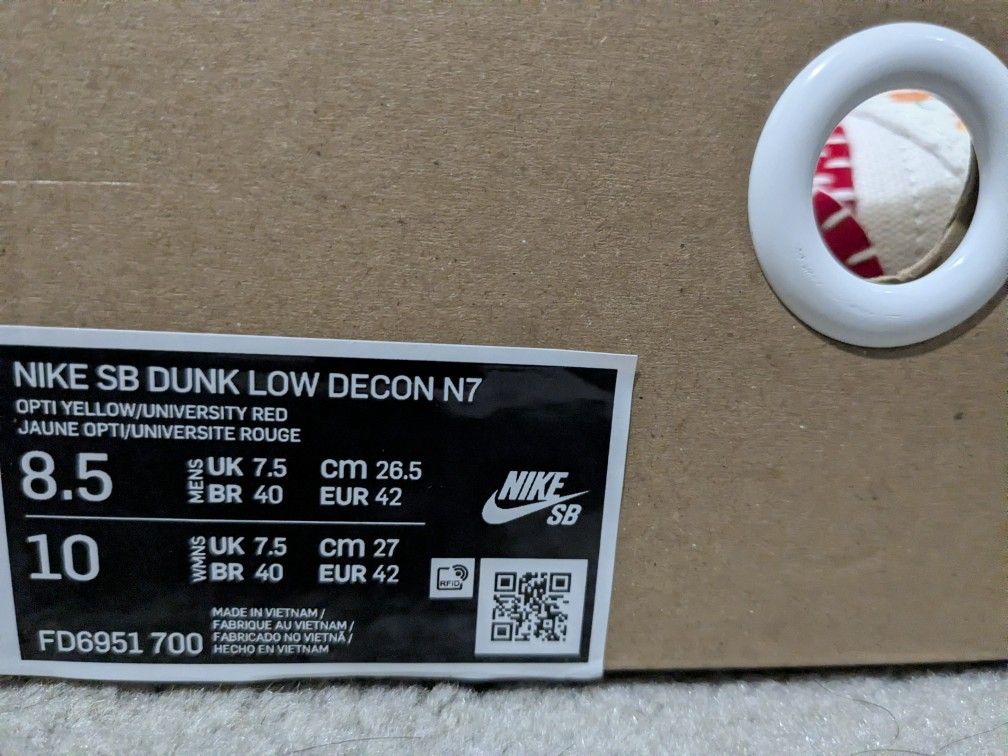 NIKE SB DUNK LOW DECON N7
OPTI YELLOW/UNIVERSITY RED
JAUNE OPTI/UNIVERSITE ROUGE
8.5 MENS UK 7.5 cm 26.5
BR 40 EUR 42
10 WMNS UK 7.5 cm 27
BR 40 EUR 42
NIKE
SB
RFID
FD6951 700
MADE IN VIETNAM /
FABRIQUE AU VIETNAM /
FABRICADO NO VIETNÃ /
HECHO EN VIETNAM